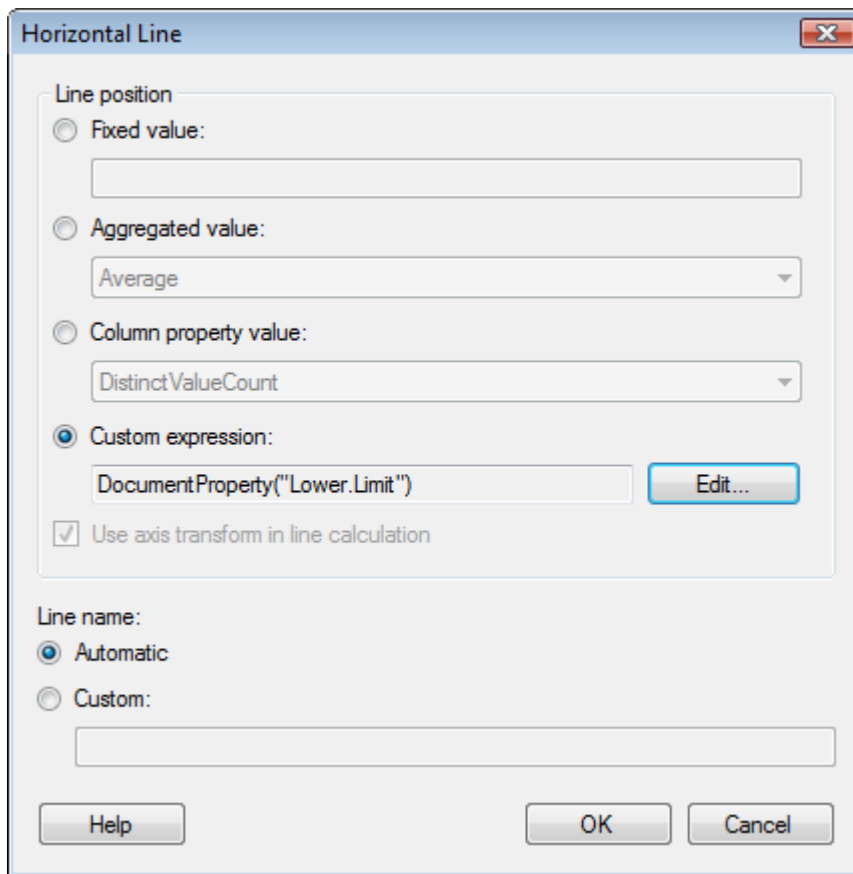 Horizontal Line
Line position
Fixed value:
Aggregated value:
Average
Column property value:
DistinctValueCount
Custom expression:
DocumentProperty("Lower.Limit")
Edit...
Use axis transform in line calculation
Line name:
Automatic
Custom:
Help
OK
Cancel